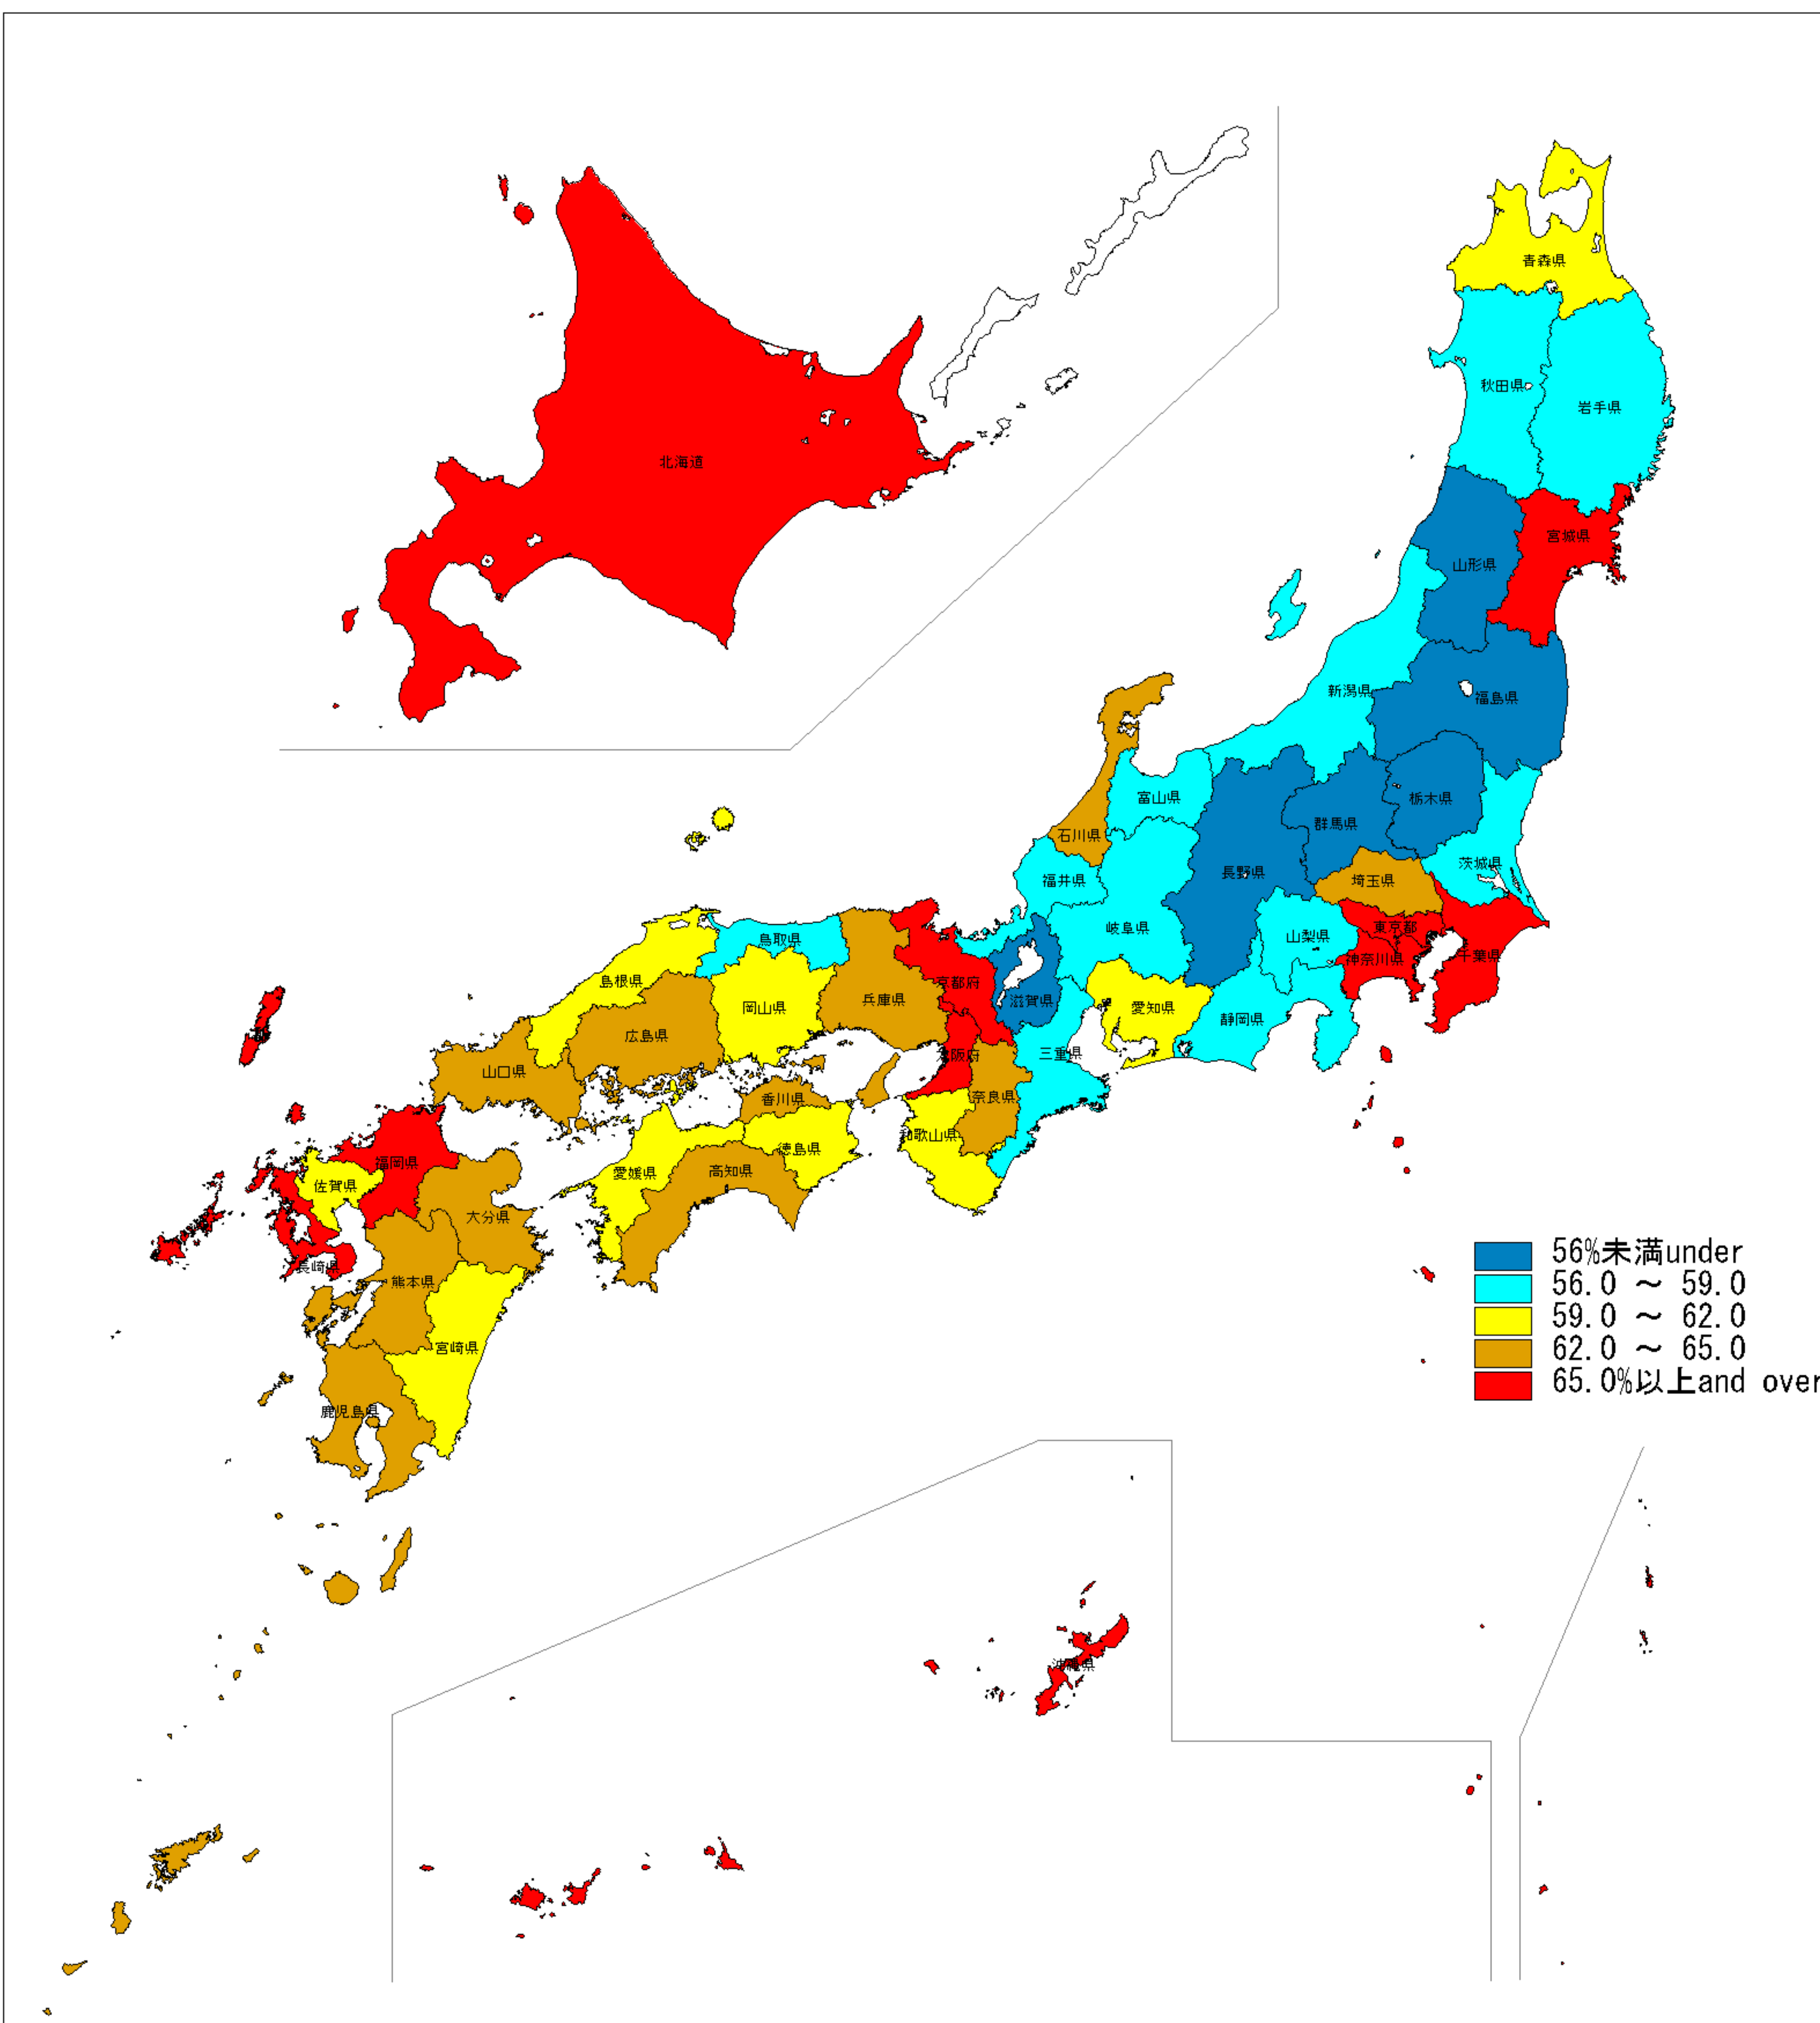 青森県
秋田県
岩手県
北海道
宮城県
山形県
新潟県
福島県
富山県
栃木県
群馬県
石川県
茨城県
長野県
福井県
埼玉県
岐阜県
東京都
山梨県
鳥取県
千葉県
神奈川県
島根県
京都府
兵庫県
滋賀県
岡山県
愛知県
静岡県
広島県
三重県
大阪府
山口県
奈良県
香川県
和歌山県
徳島県
福岡県
愛媛県
高知県
佐賀県
大分県
長崎県
熊本県
宮崎県
鹿児島県
沖縄県
56%未満under
56.0 ～ 59.0
59.0 ～ 62.0
62.0 ～ 65.0
65.0%以上and over